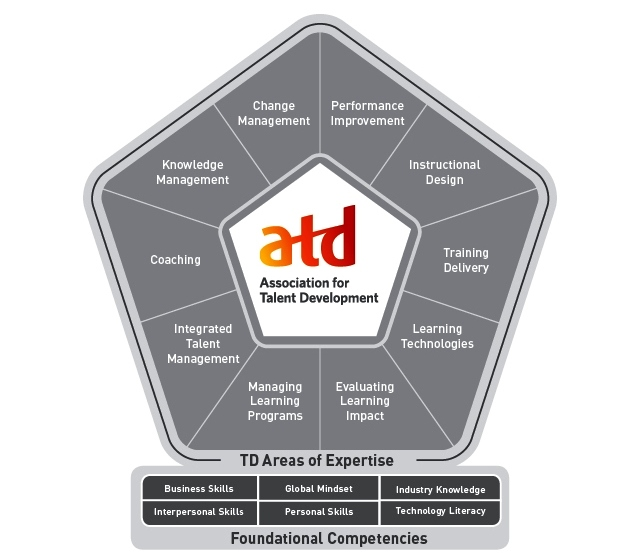 Change
Management
Performance
Improvement
Knowledge
Management
Instructional
Design
Coaching
atd
Association for
Talent Development
Training
Delivery
Integrated
Talent
Management
Learning
Technologies
Managing
Learning
Programs
Evaluating
Learning
Impact
TD Areas of Expertise
Business Skills
Global Mindset
Industry Knowledge
Interpersonal Skills
Personal Skills
Technology Literacy
Foundational Competencies